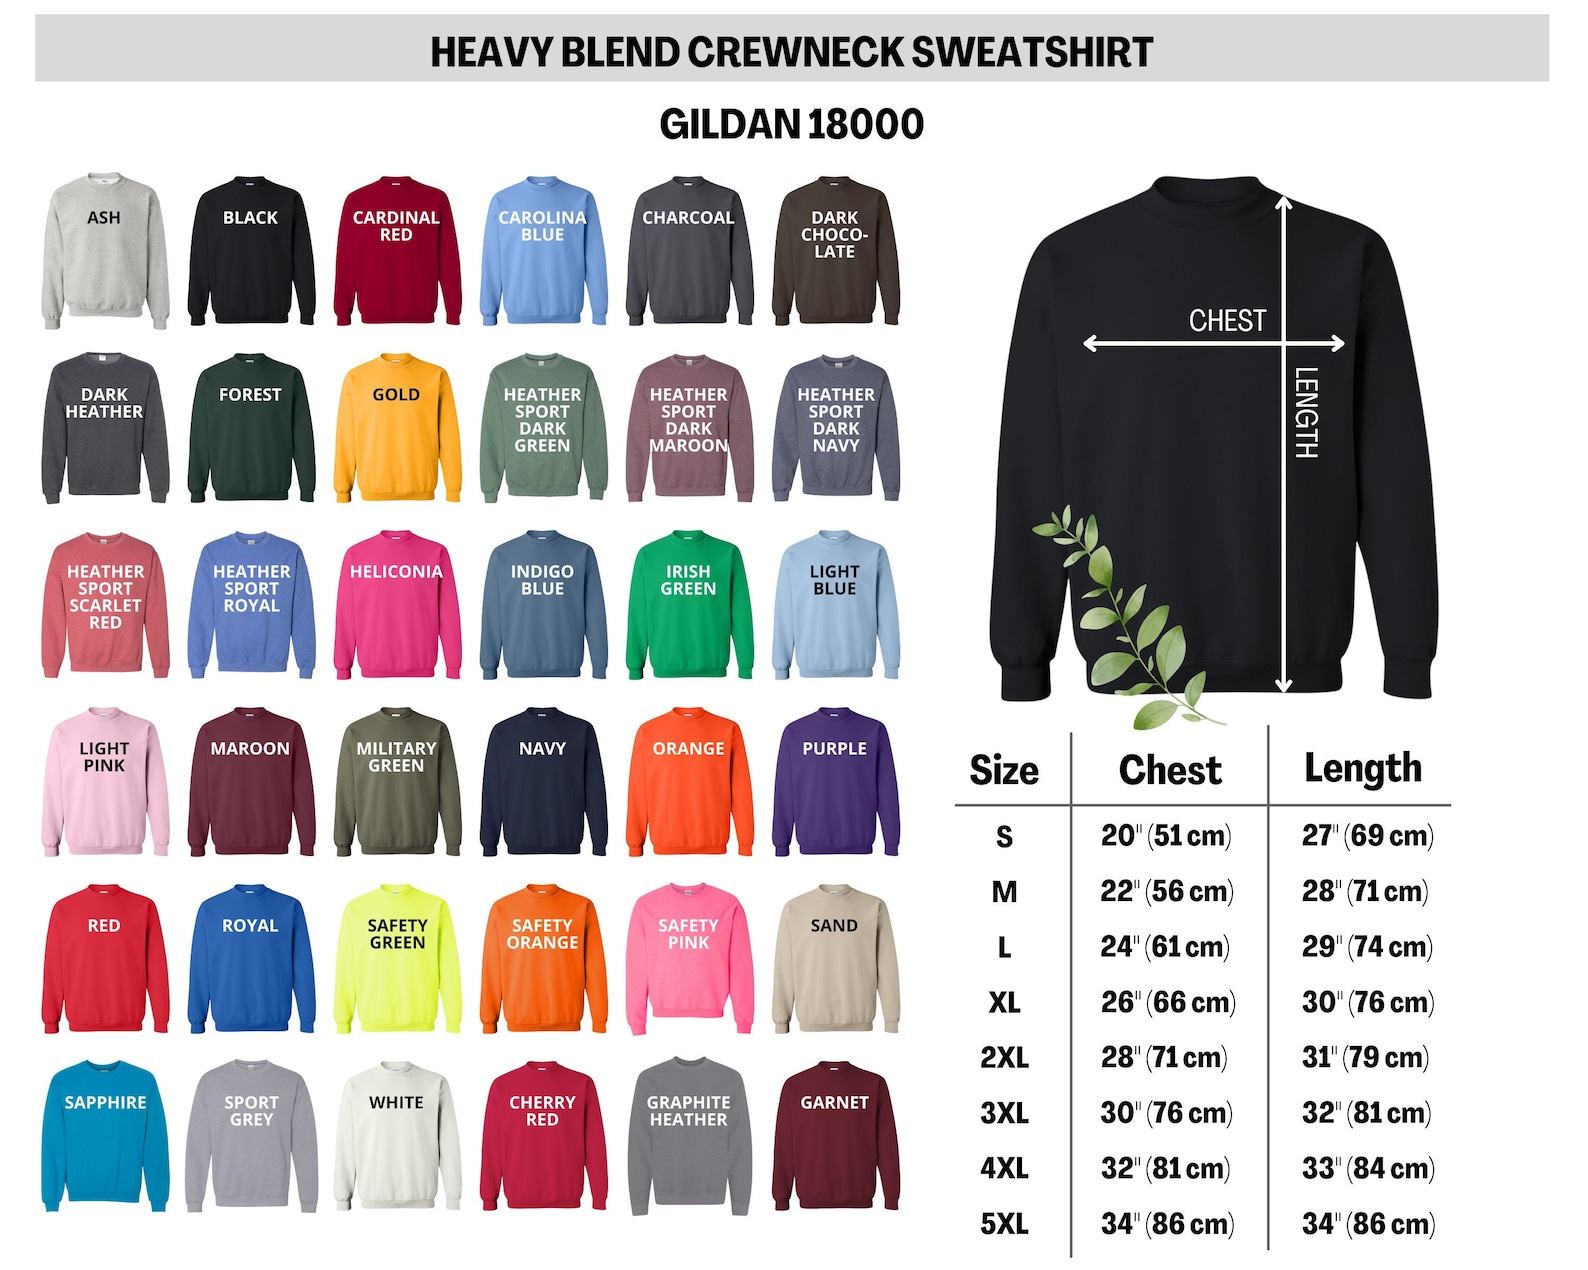 HEAVY BLEND CREWNECK SWEATSHIRT
GILDAN 18000
ASH
BLACK
CARDINAL
RED
CAROLINA
BLUE
CHARCOAL
DARK
CHOCO-
LATE
DARK
HEATHER
FOREST
GOLD
HEATHER
SPORT
DARK
GREEN
HEATHER
SPORT
DARK
MAROON
HEATHER
SPORT
DARK
NAVY
HEATHER
SPORT
SCARLET
RED
HEATHER
SPORT
ROYAL
HELICONIA
INDIGO
BLUE
IRISH
GREEN
LIGHT
BLUE
LIGHT
PINK
MAROON
MILITARY
GREEN
NAVY
ORANGE
PURPLE
RED
ROYAL
SAFETY
GREEN
SAFETY
ORANGE
SAFETY
PINK
SAND
SAPPHIRE
SPORT
GREY
WHITE
CHERRY
RED
GRAPHITE
HEATHER
GARNET
CHEST
LENGTH
Size Chest Length
S 20" (51 cm) 27" (69 cm)
M 22" (56 cm) 28" (71 cm)
L 24" (61 cm) 29" (74 cm)
XL 26" (66 cm) 30" (76 cm)
2XL 28" (71 cm) 31" (79 cm)
3XL 30" (76 cm) 32" (81 cm)
4XL 32" (81 cm) 33" (84 cm)
5XL 34" (86 cm) 34" (86 cm)